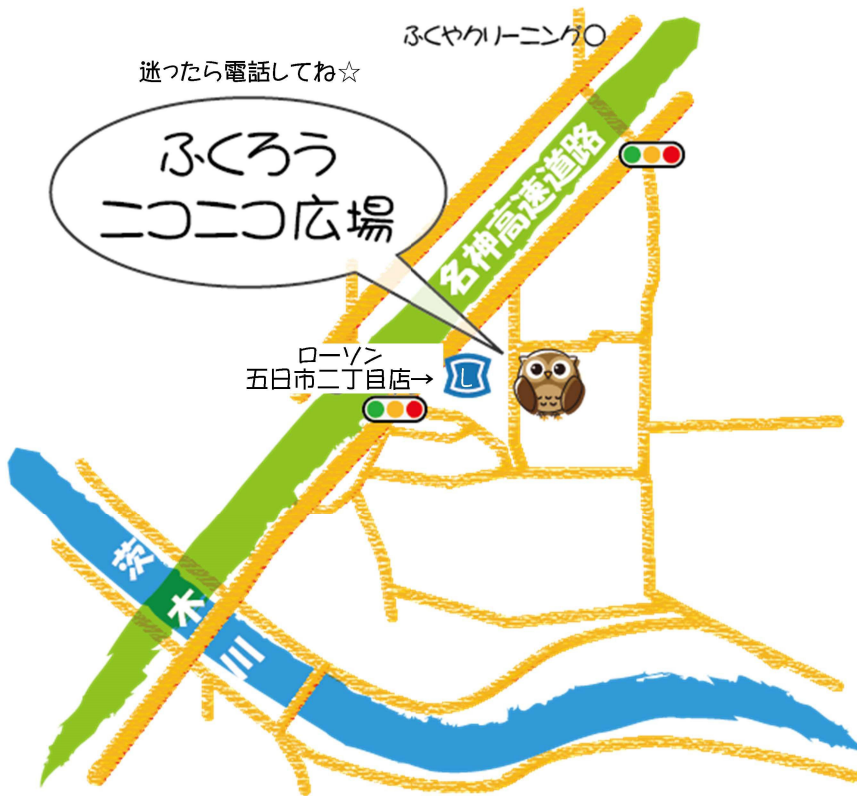 ふくやクリーニング○
迷ったら電話してね☆
ふくろう
ニコニコ広場
名神高速道路
ローソン
五日市二丁目店→
し
茨木川